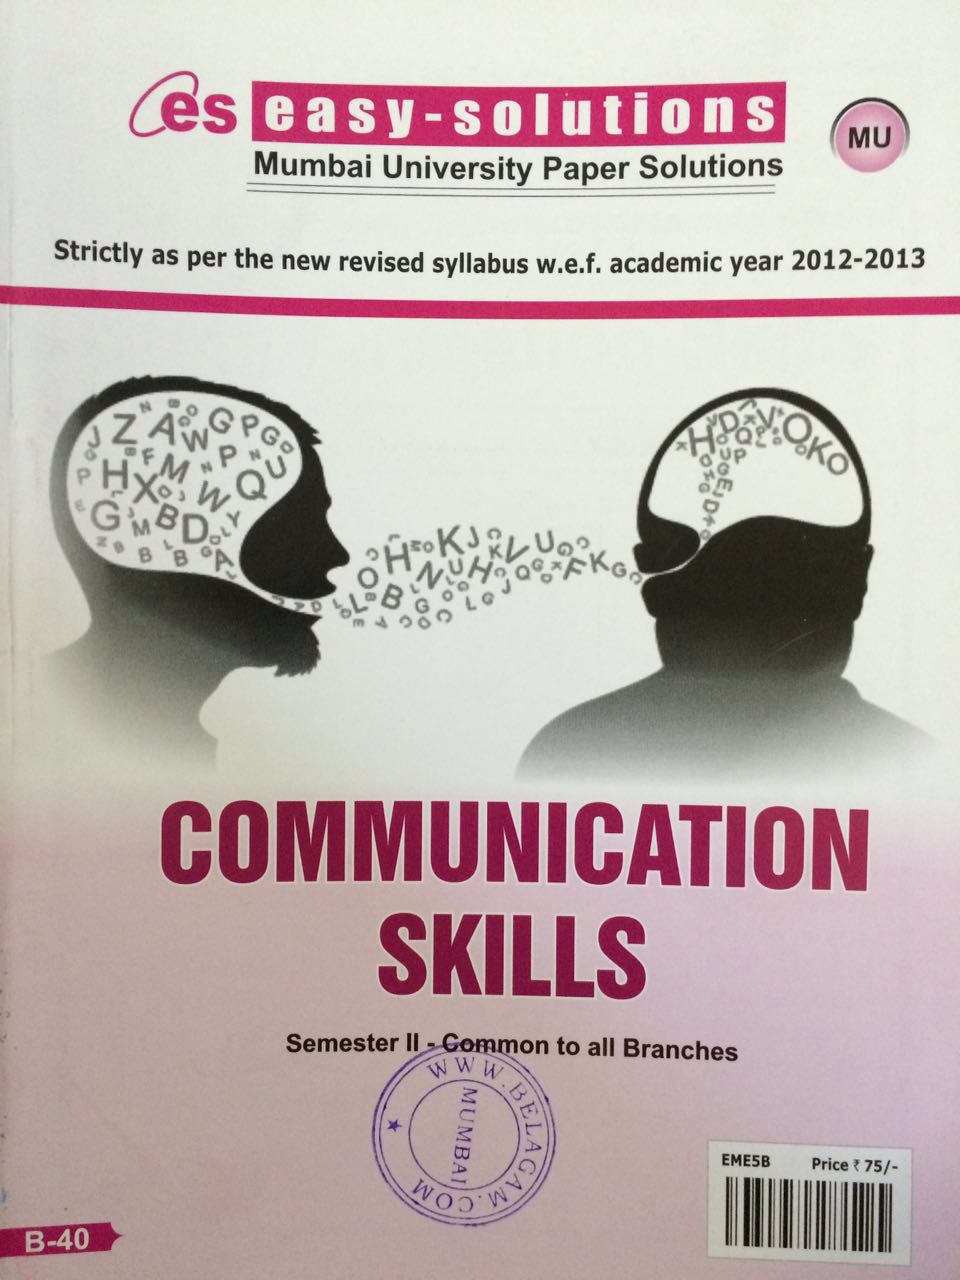 es easy-solutions
MU
Mumbai University Paper Solutions
Strictly as per the new revised syllabus w.e.f. academic year 2012-2013
COMMUNICATION
SKILLS
Semester II - Common to all Branches
WWW.BELAGAM.COM
MUMBAI
EME5B Price ₹ 75/-
B-40